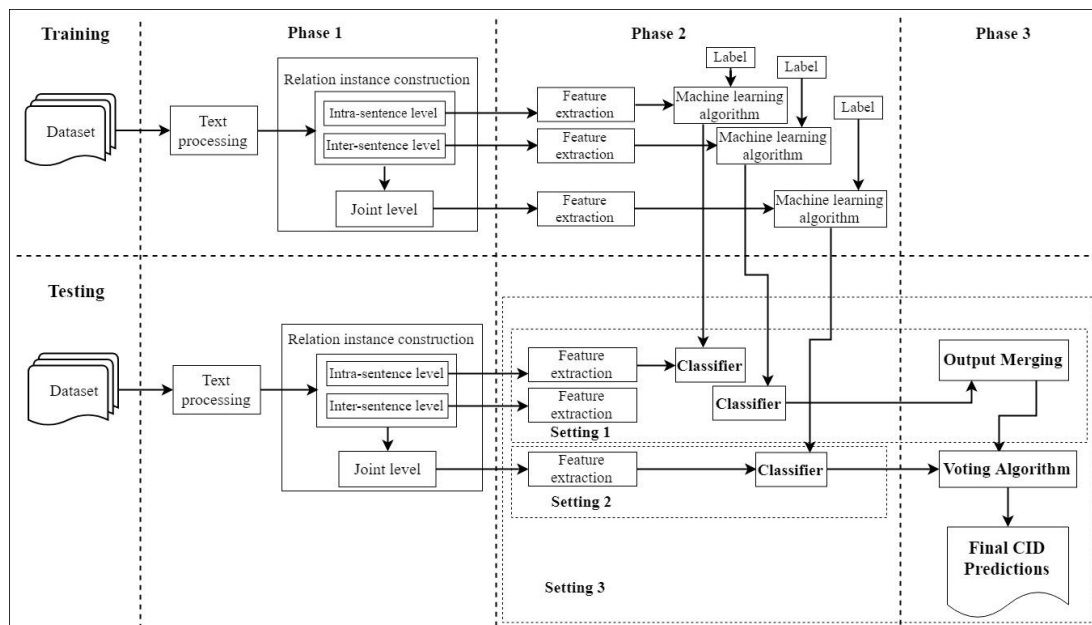 Training
Phase 1
Phase 2
Phase 3
Label
Label
Label
Relation instance construction
Dataset
Text
processing
Intra-sentence level
Inter-sentence level
Joint level
Feature
extraction
Feature
extraction
Feature
extraction
Machine learning
algorithm
Machine learning
algorithm
Machine learning
algorithm
Testing
Relation instance construction
Dataset
Text
processing
Intra-sentence level
Inter-sentence level
Joint level
Feature
extraction
Feature
extraction
Classifier
Classifier
Output Merging
Setting 1
Feature
extraction
Classifier
Voting Algorithm
Setting 2
Final CID
Predictions
Setting 3